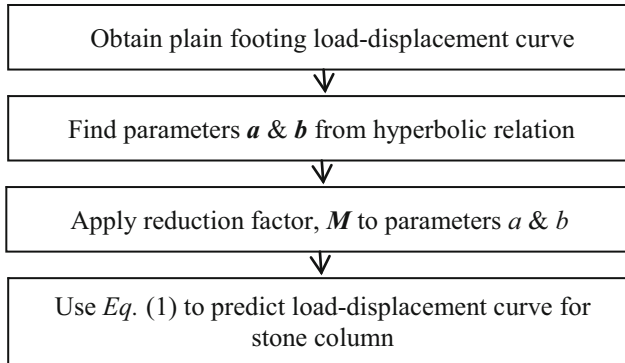 Obtain plain footing load-displacement curve
Find parameters a & b from hyperbolic relation
Apply reduction factor, M to parameters a & b
Use Eq. (1) to predict load-displacement curve for
stone column